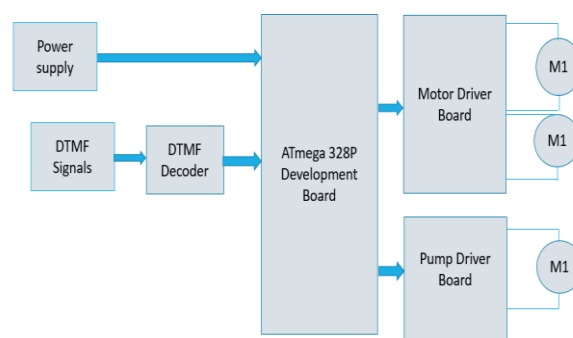 Power
supply
DTMF
Signals
DTMF
Decoder
ATmega 328P
Development
Board
Motor Driver
Board
M1
M1
Pump Driver
Board
M1